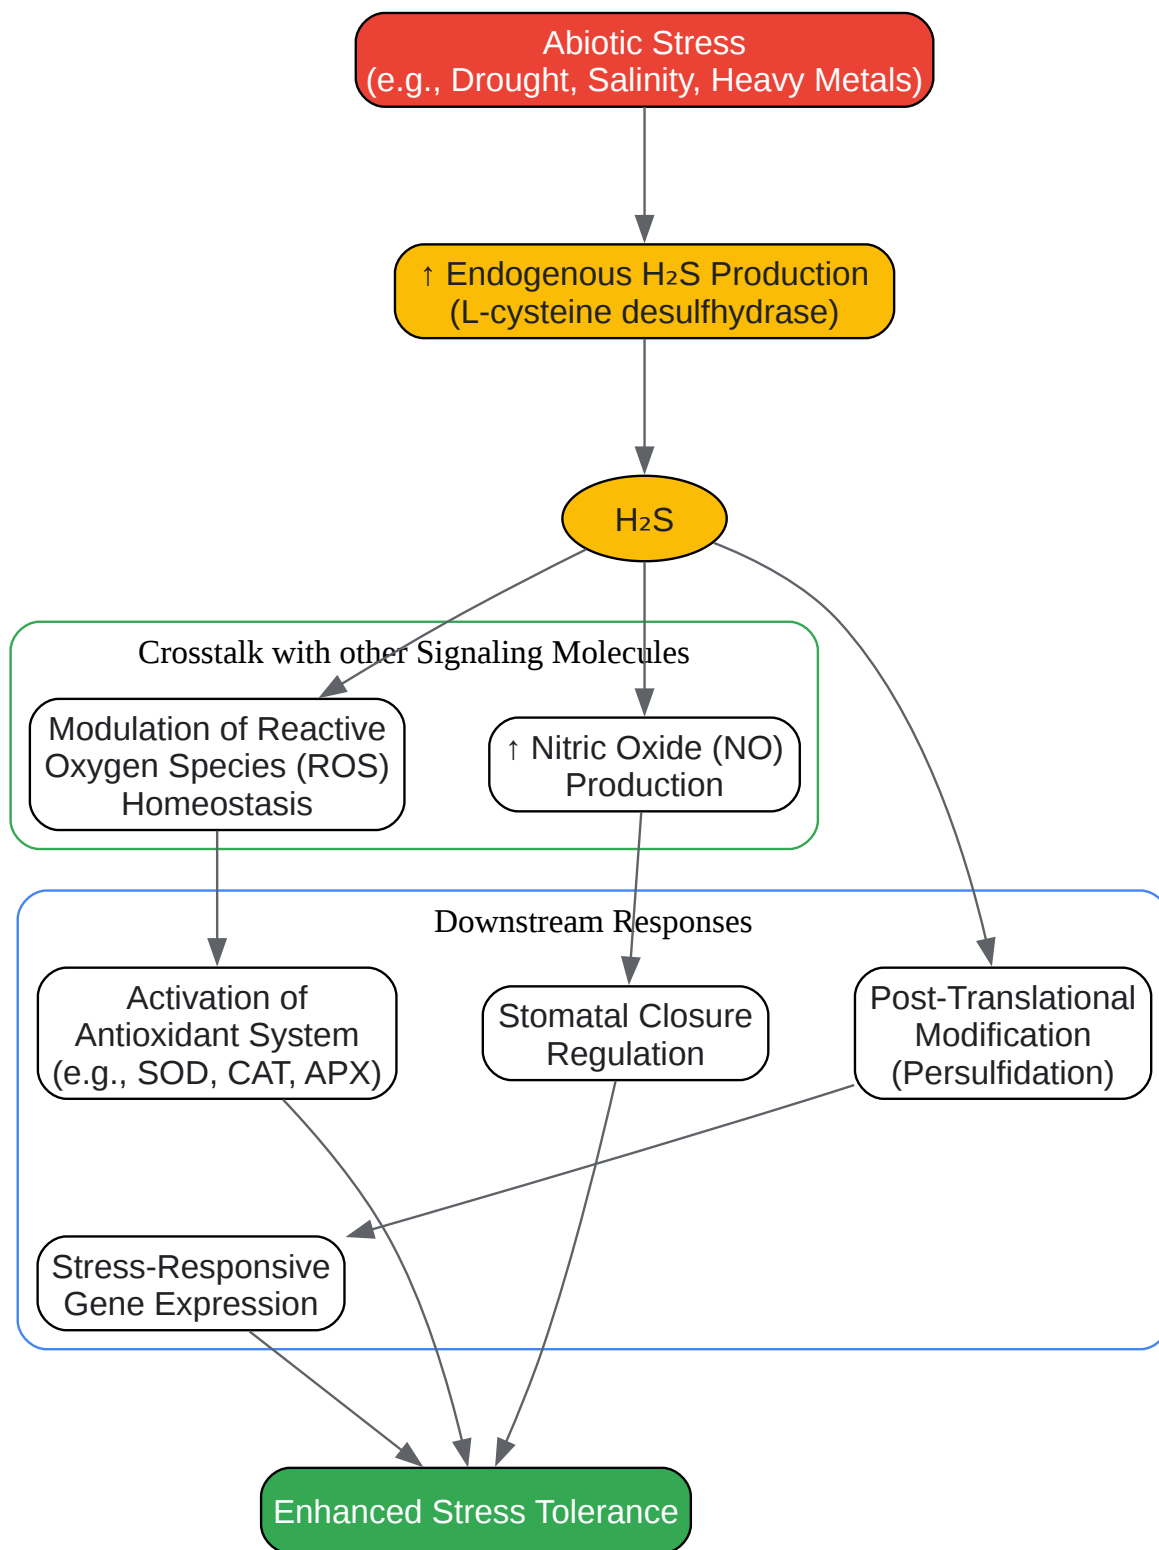 Abiotic Stress
(e.g., Drought, Salinity, Heavy Metals)
↑ Endogenous H₂S Production
(L-cysteine desulfhydrase)
H₂S
Crosstalk with other Signaling Molecules
Modulation of Reactive
Oxygen Species (ROS)
Homeostasis
↑ Nitric Oxide (NO)
Production
Downstream Responses
Activation of
Antioxidant System
(e.g., SOD, CAT, APX)
Stomatal Closure
Regulation
Post-Translational
Modification
(Persulfidation)
Stress-Responsive
Gene Expression
Enhanced Stress Tolerance